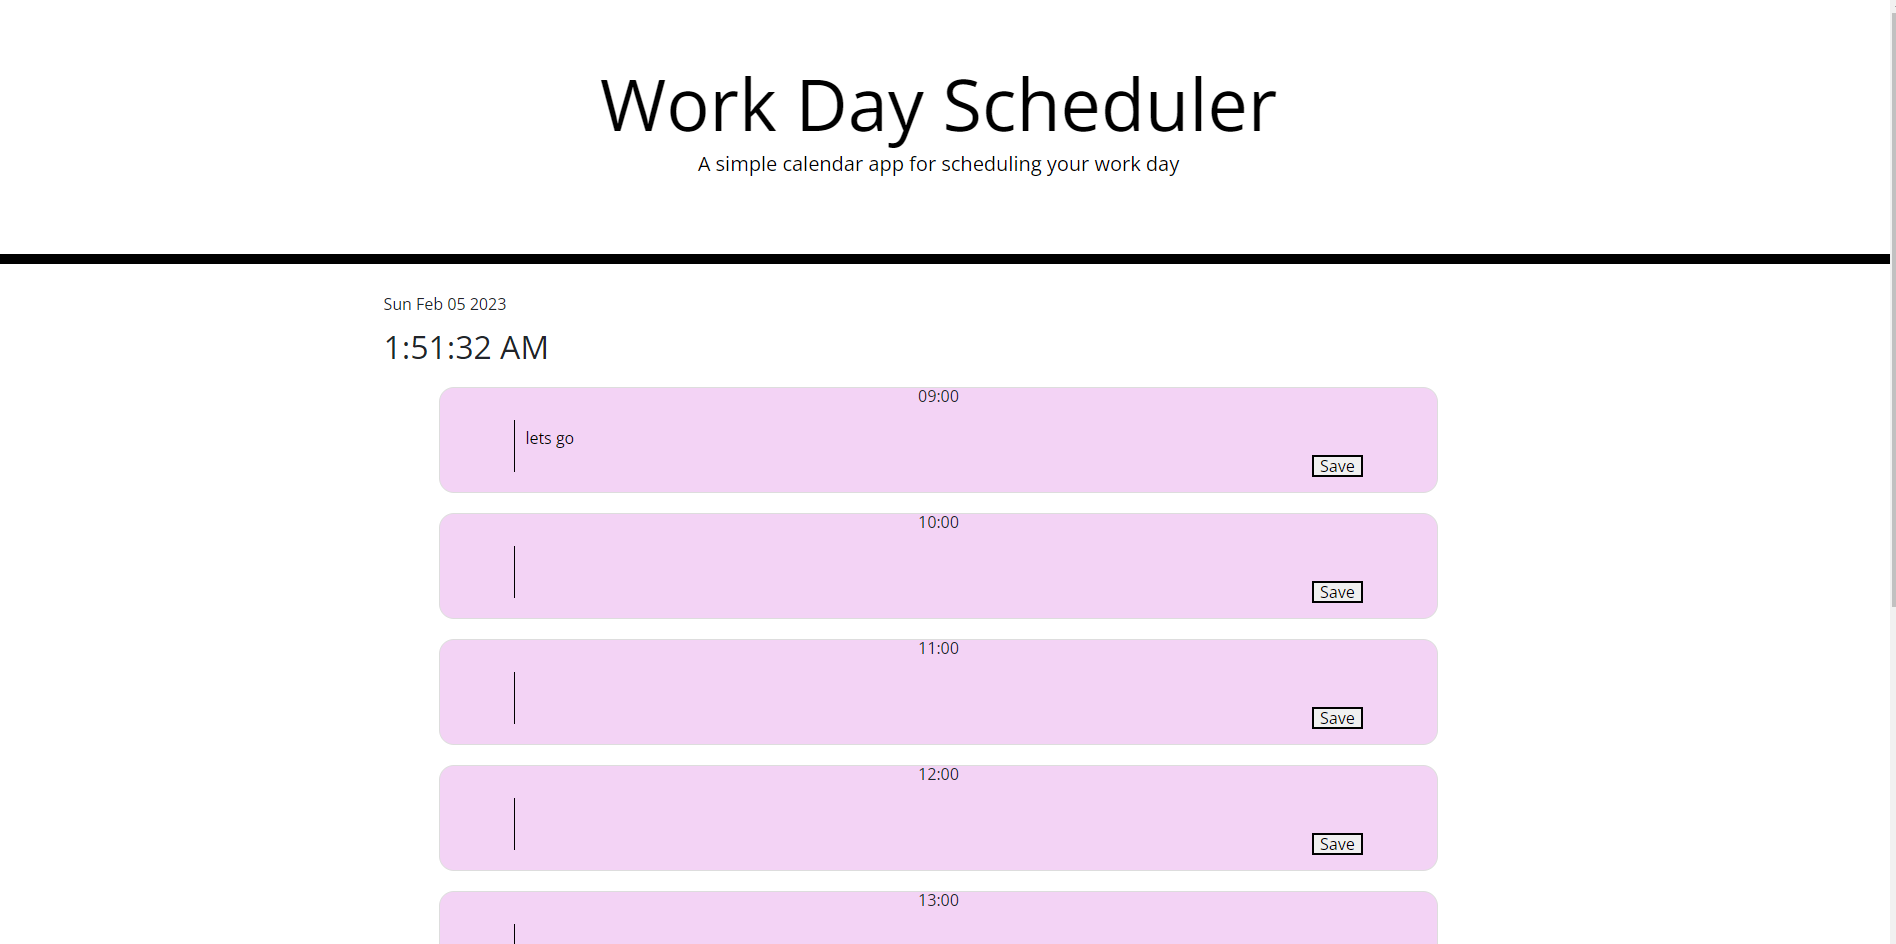 Work Day Scheduler
A simple calendar app for scheduling your work day
Sun Feb 05 2023
1:51:32 AM
09:00
lets go
Save
10:00
Save
11:00
Save
12:00
Save
13:00